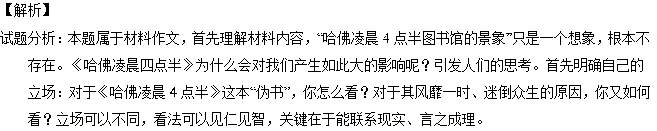 【解析】
试题分析：本题属于材料作文，首先理解材料内容，“哈佛凌晨 4 点半图书馆的景象”只是一个想象，根本不
存在。《哈佛凌晨四点半》为什么会对我们产生如此大的影响呢？引发人们的思考。首先明确自己的
立场：对于《哈佛凌晨 4 点半》这本“伪书”，你怎么看？对于其风靡一时、迷倒众生的原因，你又如何
看？立场可以不同，看法可以见仁见智，关键在于能联系现实、言之成理。